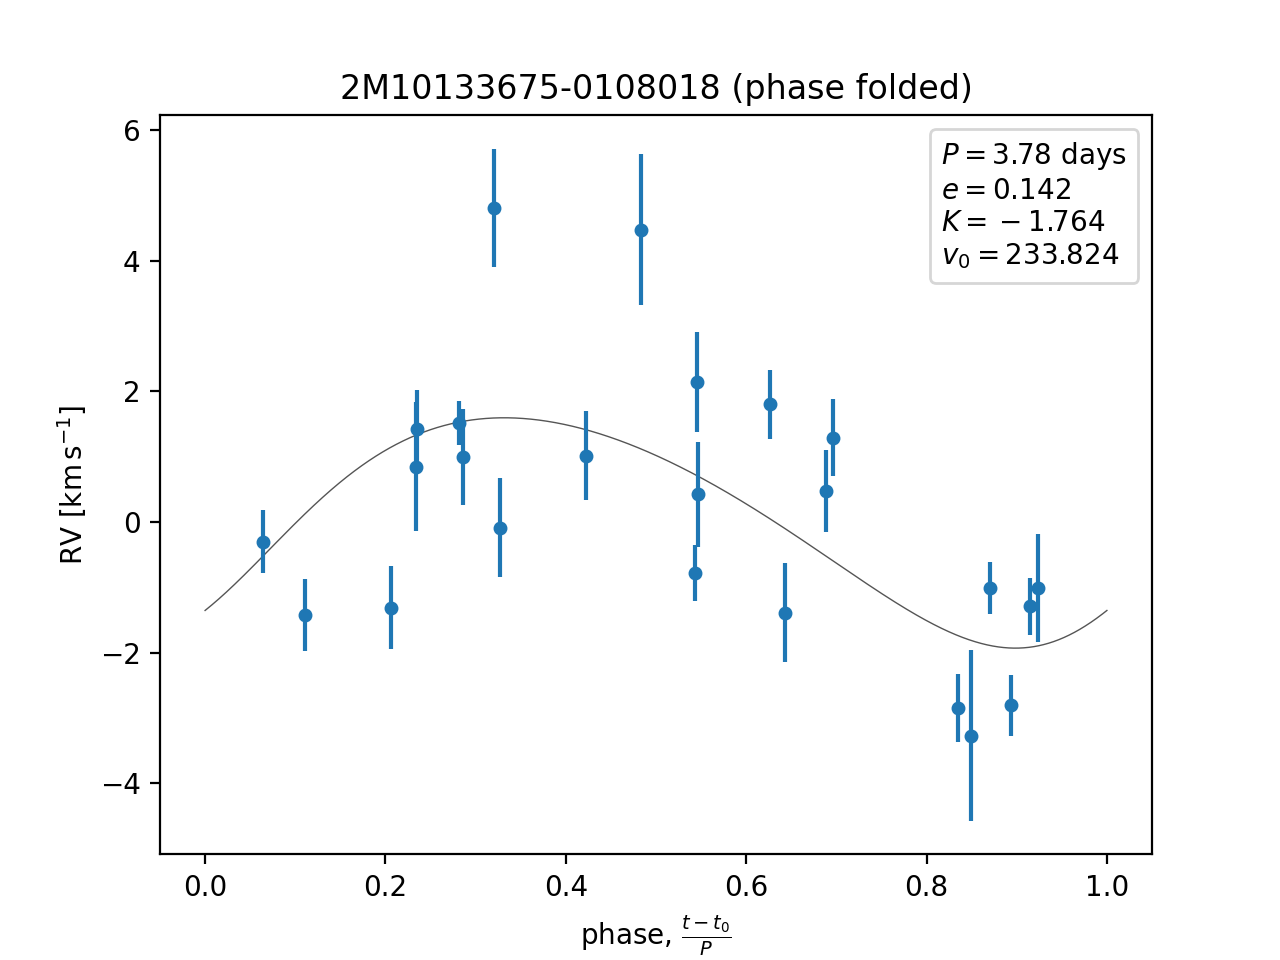 2M10133675-0108018 (phase folded)
P = 3.78 days
e = 0.142
K = −1.764
v₀ = 233.824
6
4
2
0
−2
−4
RV [km s⁻¹]
0.0 0.2 0.4 0.6 0.8 1.0
phase, (t − t₀)/P